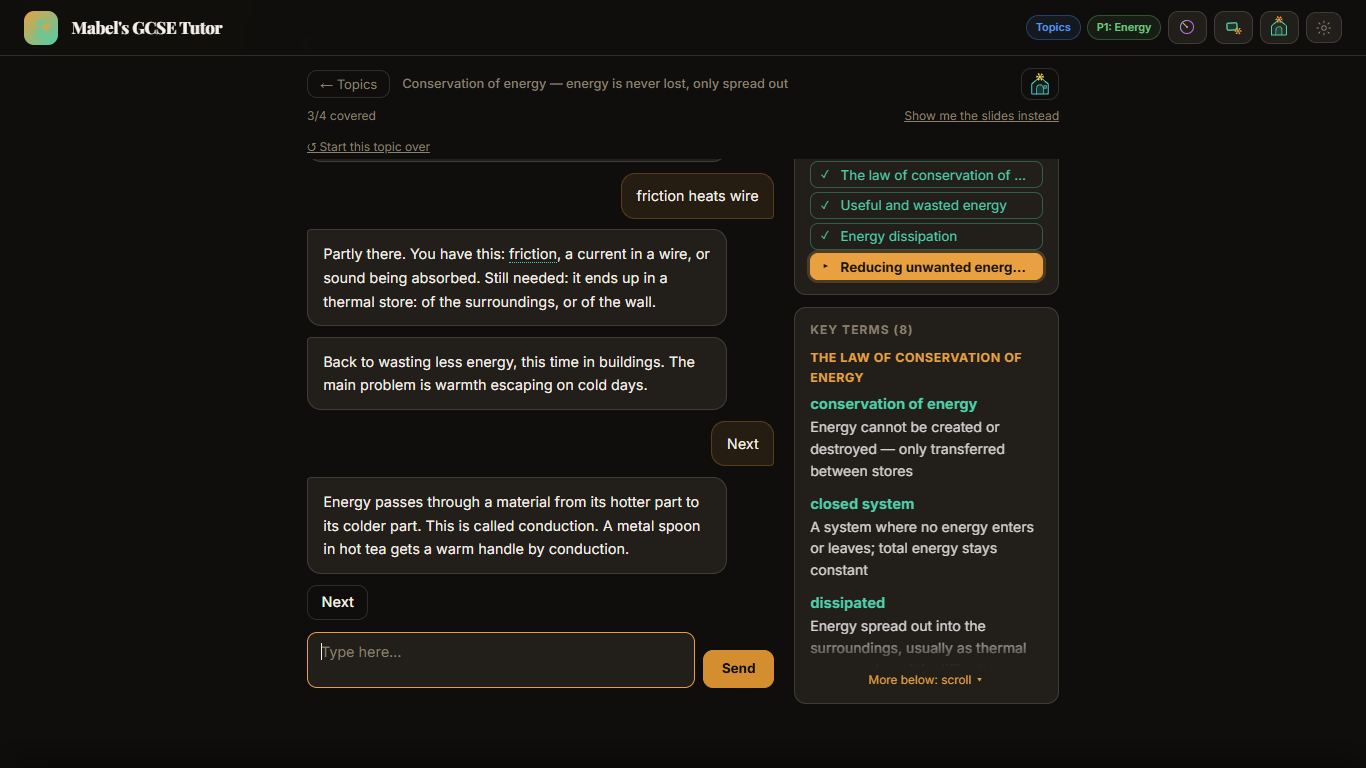 Mabel's GCSE Tutor
Topics
P1: Energy
← Topics
Conservation of energy — energy is never lost, only spread out
3/4 covered
Show me the slides instead
↺ Start this topic over
friction heats wire
Partly there. You have this: friction, a current in a wire, or
sound being absorbed. Still needed: it ends up in a
thermal store: of the surroundings, or of the wall.
Back to wasting less energy, this time in buildings. The
main problem is warmth escaping on cold days.
Next
Energy passes through a material from its hotter part to
its colder part. This is called conduction. A metal spoon
in hot tea gets a warm handle by conduction.
Next
Type here...
Send
✓ The law of conservation of ...
✓ Useful and wasted energy
✓ Energy dissipation
▸ Reducing unwanted energ...
KEY TERMS (8)
THE LAW OF CONSERVATION OF
ENERGY
conservation of energy
Energy cannot be created or
destroyed — only transferred
between stores
closed system
A system where no energy enters
or leaves; total energy stays
constant
dissipated
Energy spread out into the
surroundings, usually as thermal
More below: scroll ▾